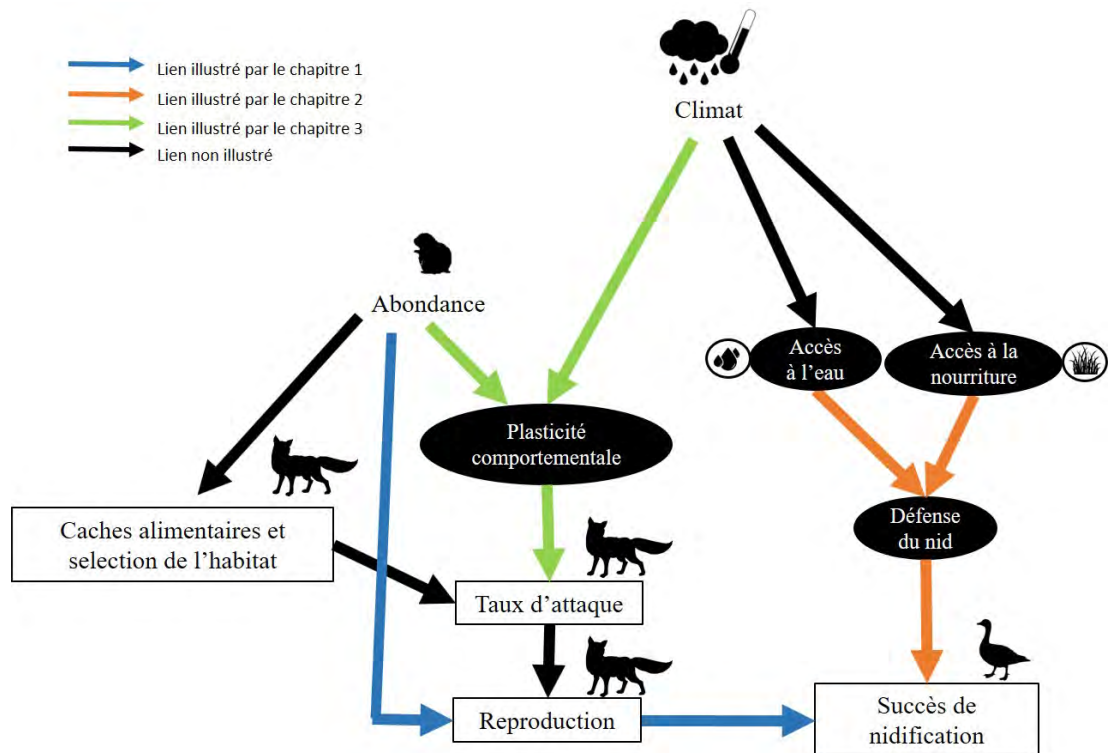 Lien illustré par le chapitre 1
Lien illustré par le chapitre 2
Lien illustré par le chapitre 3
Lien non illustré
Climat
Abondance
Accès
à l’eau
Accès à la
nourriture
Plasticité
comportementale
Caches alimentaires et
selection de l’habitat
Défense
du nid
Taux d’attaque
Reproduction
Succès de
nidification